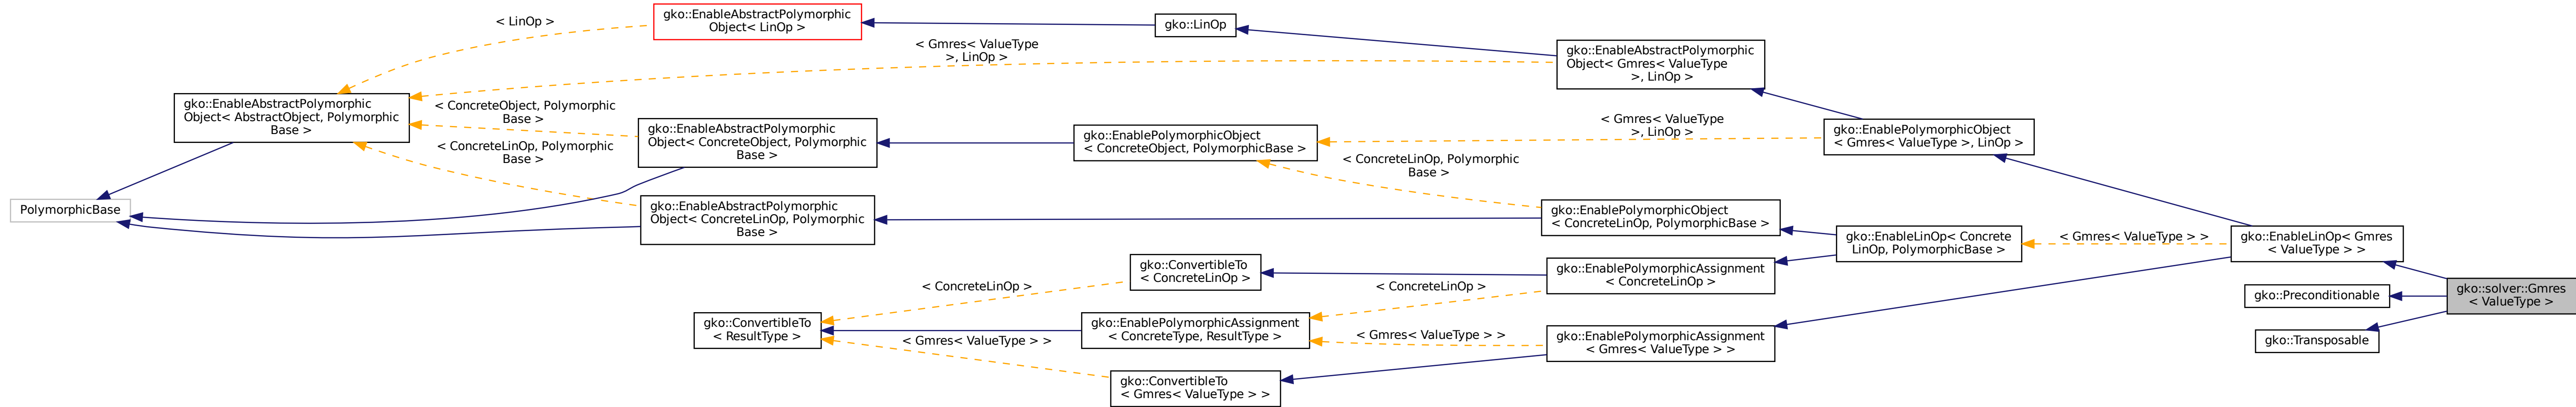 gko::EnableAbstractPolymorphic
Object< LinOp >
< LinOp >
gko::LinOp
< Gmres< ValueType
>, LinOp >
gko::EnableAbstractPolymorphic
Object< Gmres< ValueType
>, LinOp >
gko::EnableAbstractPolymorphic
Object< AbstractObject, Polymorphic
Base >
< ConcreteObject, Polymorphic
Base >
gko::EnableAbstractPolymorphic
Object< ConcreteObject, Polymorphic
Base >
gko::EnablePolymorphicObject
< ConcreteObject, PolymorphicBase >
< Gmres< ValueType
>, LinOp >
gko::EnablePolymorphicObject
< Gmres< ValueType >, LinOp >
< ConcreteLinOp, Polymorphic
Base >
< ConcreteLinOp, Polymorphic
Base >
PolymorphicBase
gko::EnableAbstractPolymorphic
Object< ConcreteLinOp, Polymorphic
Base >
gko::EnablePolymorphicObject
< ConcreteLinOp, PolymorphicBase >
gko::EnableLinOp< Concrete
LinOp, PolymorphicBase >
< Gmres< ValueType > >
gko::EnableLinOp< Gmres
< ValueType > >
gko::ConvertibleTo
< ConcreteLinOp >
gko::EnablePolymorphicAssignment
< ConcreteLinOp >
< ConcreteLinOp >
< ConcreteLinOp >
gko::Preconditionable
gko::solver::Gmres
< ValueType >
gko::ConvertibleTo
< ResultType >
gko::EnablePolymorphicAssignment
< ConcreteType, ResultType >
< Gmres< ValueType > >
< Gmres< ValueType > >
gko::EnablePolymorphicAssignment
< Gmres< ValueType > >
gko::Transposable
gko::ConvertibleTo
< Gmres< ValueType > >